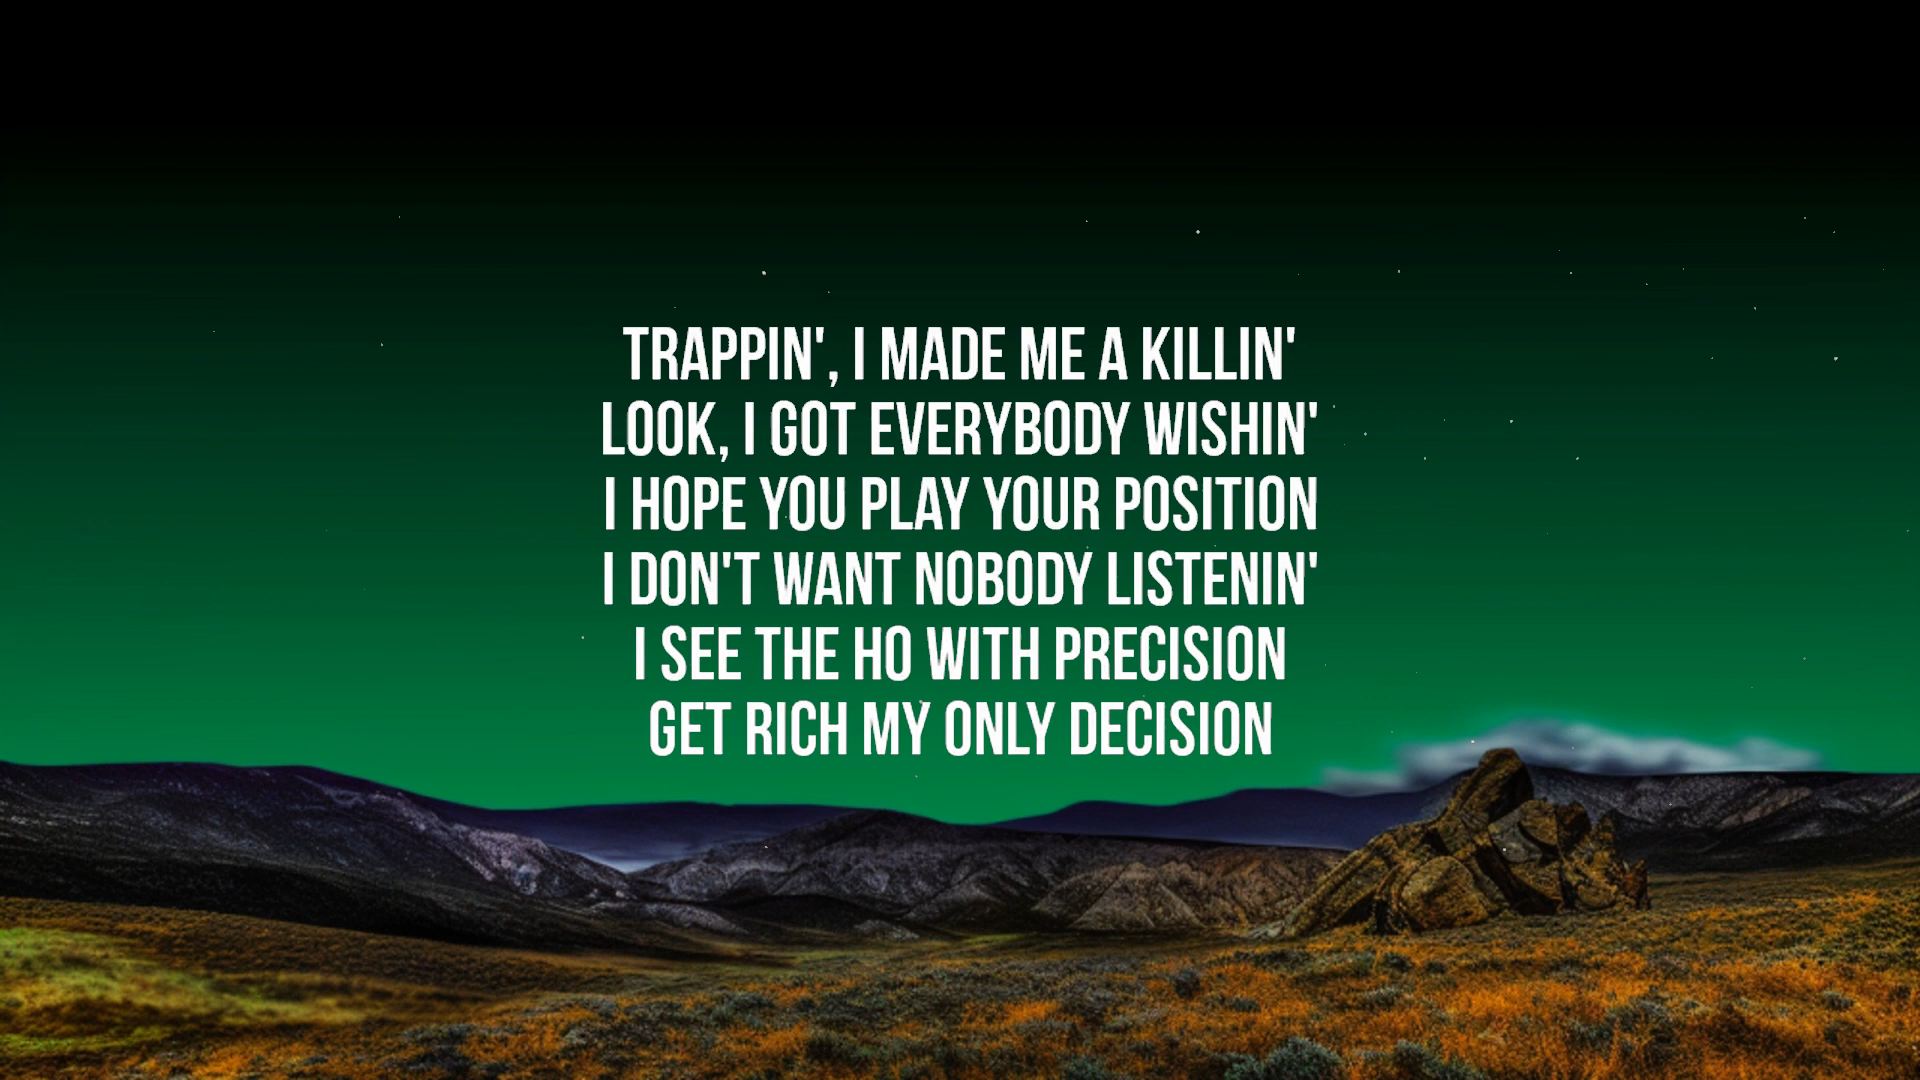 TRAPPIN', I MADE ME A KILLIN'
LOOK, I GOT EVERYBODY WISHIN'
I HOPE YOU PLAY YOUR POSITION
I DON'T WANT NOBODY LISTENIN'
I SEE THE HO WITH PRECISION
GET RICH MY ONLY DECISION